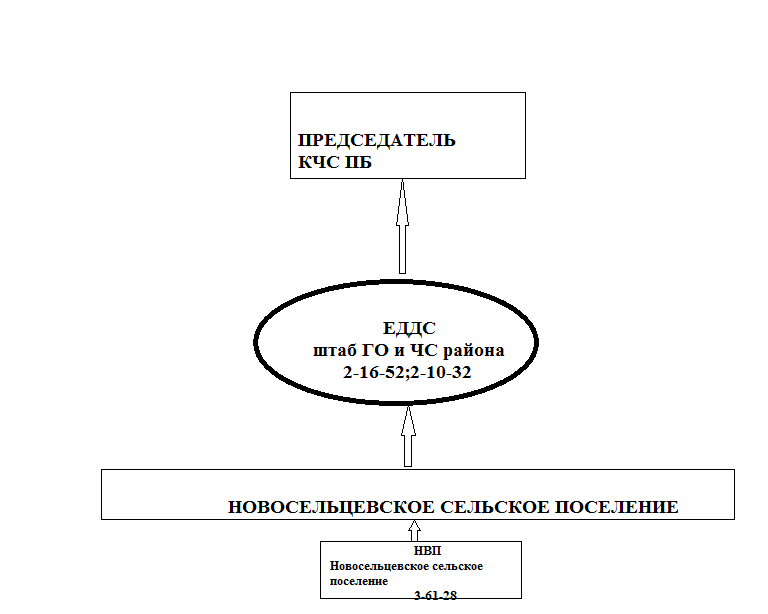 ПРЕДСЕДАТЕЛЬ
КЧС ПБ
ЕДДС
штаб ГО и ЧС района
2-16-52;2-10-32
НОВОСЕЛЬЦЕВСКОЕ СЕЛЬСКОЕ ПОСЕЛЕНИЕ
НВП
Новосельцевское сельское
поселение
3-61-28